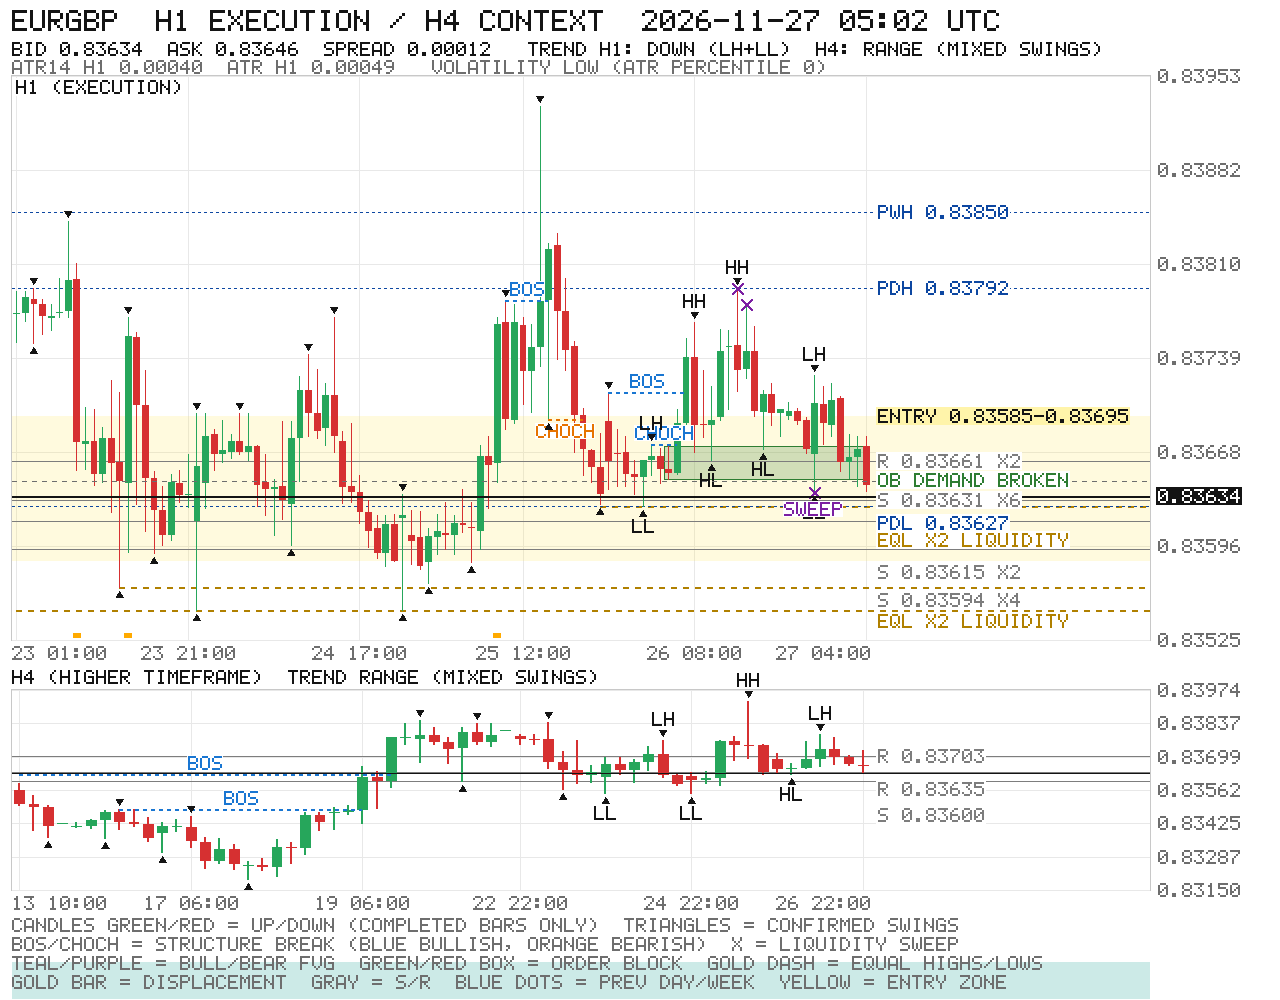 EURGBP  H1 EXECUTION / H4 CONTEXT  2026-11-27 05:02 UTC
BID 0.83634  ASK 0.83646  SPREAD 0.00012   TREND H1: DOWN (LH+LL)  H4: RANGE (MIXED SWINGS)
ATR14 H1 0.00040  ATR H1 0.00049   VOLATILITY LOW (ATR PERCENTILE 0)
H1 (EXECUTION)
0.83953
0.83882
PWH 0.83850
HH
0.83810
BOS
PDH 0.83792
HH
LH
0.83739
BOS
ENTRY 0.83585-0.83695
LH
CHOCH
CHOCH
0.83668
R 0.83661 X2
HL
HL
OB DEMAND BROKEN
0.83634
S 0.83631 X6
SWEEP
LL
PDL 0.83627
EQL X2 LIQUIDITY
0.83596
S 0.83615 X2
S 0.83594 X4
EQL X2 LIQUIDITY
0.83525
23 01:00
23 21:00
24 17:00
25 12:00
26 08:00
27 04:00
H4 (HIGHER TIMEFRAME)  TREND RANGE (MIXED SWINGS)
HH
0.83974
LH
LH
0.83837
BOS
R 0.83703
0.83699
R 0.83635
0.83562
HL
BOS
LL
LL
S 0.83600
0.83425
0.83287
0.83150
13 10:00
17 06:00
19 06:00
22 22:00
24 22:00
26 22:00
CANDLES GREEN/RED = UP/DOWN (COMPLETED BARS ONLY)  TRIANGLES = CONFIRMED SWINGS
BOS/CHOCH = STRUCTURE BREAK (BLUE BULLISH, ORANGE BEARISH)  X = LIQUIDITY SWEEP
TEAL/PURPLE = BULL/BEAR FVG  GREEN/RED BOX = ORDER BLOCK  GOLD DASH = EQUAL HIGHS/LOWS
GOLD BAR = DISPLACEMENT  GRAY = S/R  BLUE DOTS = PREV DAY/WEEK  YELLOW = ENTRY ZONE